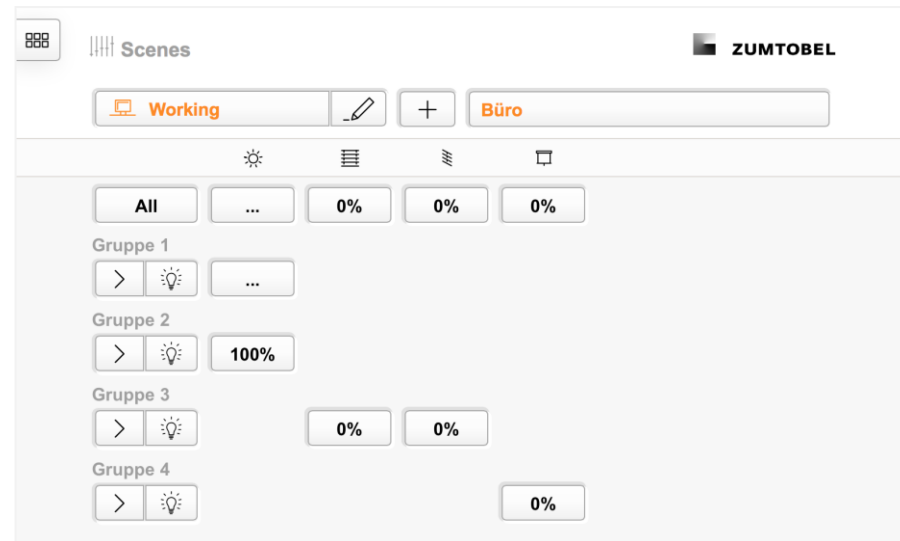 Scenes
ZUMTOBEL
Working
Büro
All ... 0% 0% 0%
Gruppe 1
...
Gruppe 2
100%
Gruppe 3
0% 0%
Gruppe 4
0%